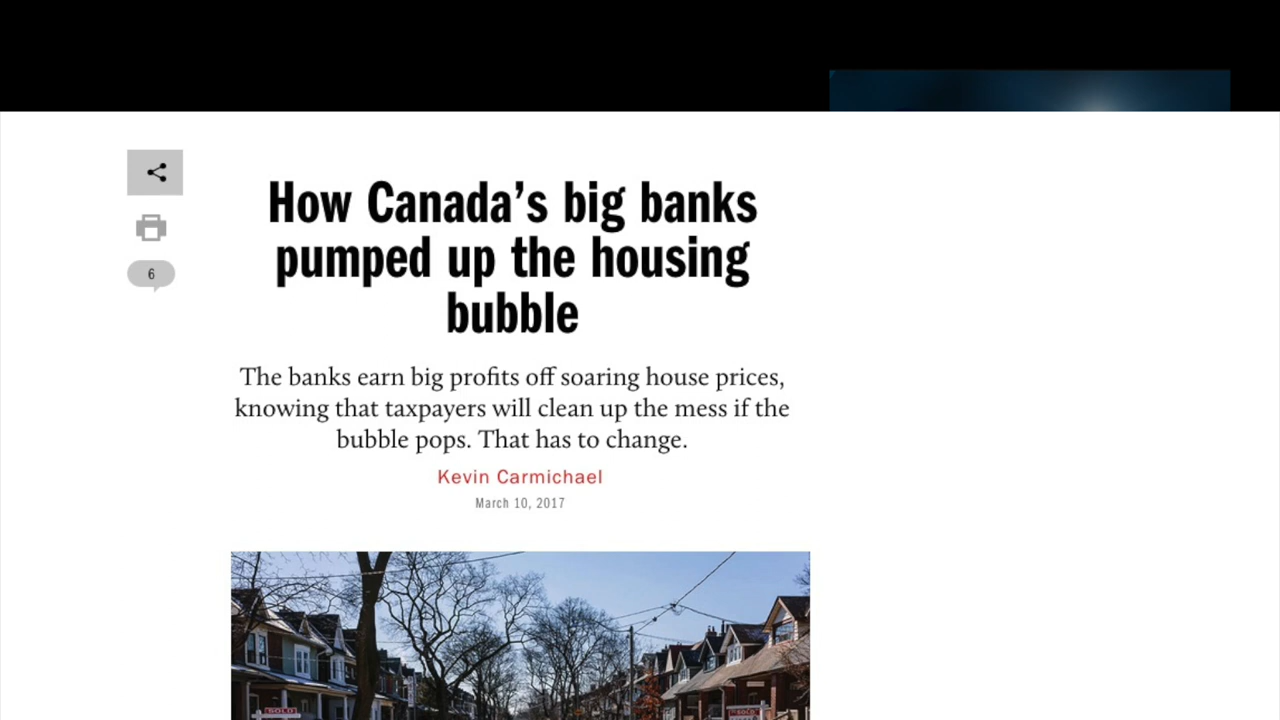 How Canada's big banks
pumped up the housing
bubble
6
The banks earn big profits off soaring house prices,
knowing that taxpayers will clean up the mess if the
bubble pops. That has to change.
Kevin Carmichael
March 10, 2017
SOLD
SOLD